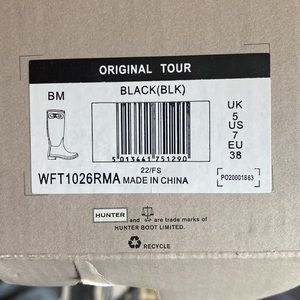 ORIGINAL TOUR
BM
BLACK(BLK)
UK
5
US
7
EU
38
5 013441 751290
22/FS
WFT1026RMA MADE IN CHINA
PO20001863
HUNTER and are trade marks of
HUNTER BOOT LIMITED.
RECYCLE